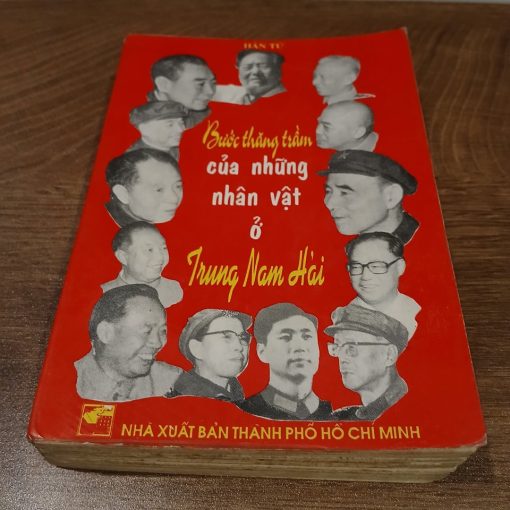 HÀN TỬ
Bước thăng trầm
của những
nhân vật
ở
Trung Nam Hải
NHÀ XUẤT BẢN THÀNH PHỐ HỒ CHÍ MINH